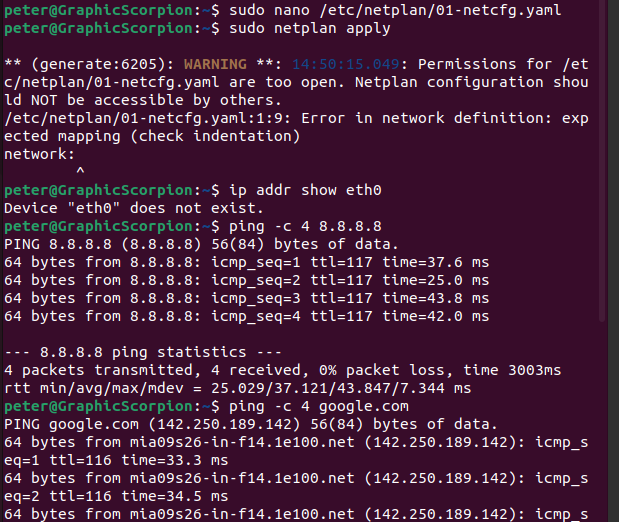 peter@GraphicScorpion:~$ sudo nano /etc/netplan/01-netcfg.yaml
peter@GraphicScorpion:~$ sudo netplan apply
** (generate:6205): WARNING **: 14:50:15.049: Permissions for /et
c/netplan/01-netcfg.yaml are too open. Netplan configuration shou
ld NOT be accessible by others.
/etc/netplan/01-netcfg.yaml:1:9: Error in network definition: exp
ected mapping (check indentation)
network:
        ^
peter@GraphicScorpion:~$ ip addr show eth0
Device "eth0" does not exist.
peter@GraphicScorpion:~$ ping -c 4 8.8.8.8
PING 8.8.8.8 (8.8.8.8) 56(84) bytes of data.
64 bytes from 8.8.8.8: icmp_seq=1 ttl=117 time=37.6 ms
64 bytes from 8.8.8.8: icmp_seq=2 ttl=117 time=25.0 ms
64 bytes from 8.8.8.8: icmp_seq=3 ttl=117 time=43.8 ms
64 bytes from 8.8.8.8: icmp_seq=4 ttl=117 time=42.0 ms
--- 8.8.8.8 ping statistics ---
4 packets transmitted, 4 received, 0% packet loss, time 3003ms
rtt min/avg/max/mdev = 25.029/37.121/43.847/7.344 ms
peter@GraphicScorpion:~$ ping -c 4 google.com
PING google.com (142.250.189.142) 56(84) bytes of data.
64 bytes from mia09s26-in-f14.1e100.net (142.250.189.142): icmp_s
eq=1 ttl=116 time=33.3 ms
64 bytes from mia09s26-in-f14.1e100.net (142.250.189.142): icmp_s
eq=2 ttl=116 time=34.5 ms
64 bytes from mia09s26-in-f14.1e100.net (142.250.189.142): icmp_s